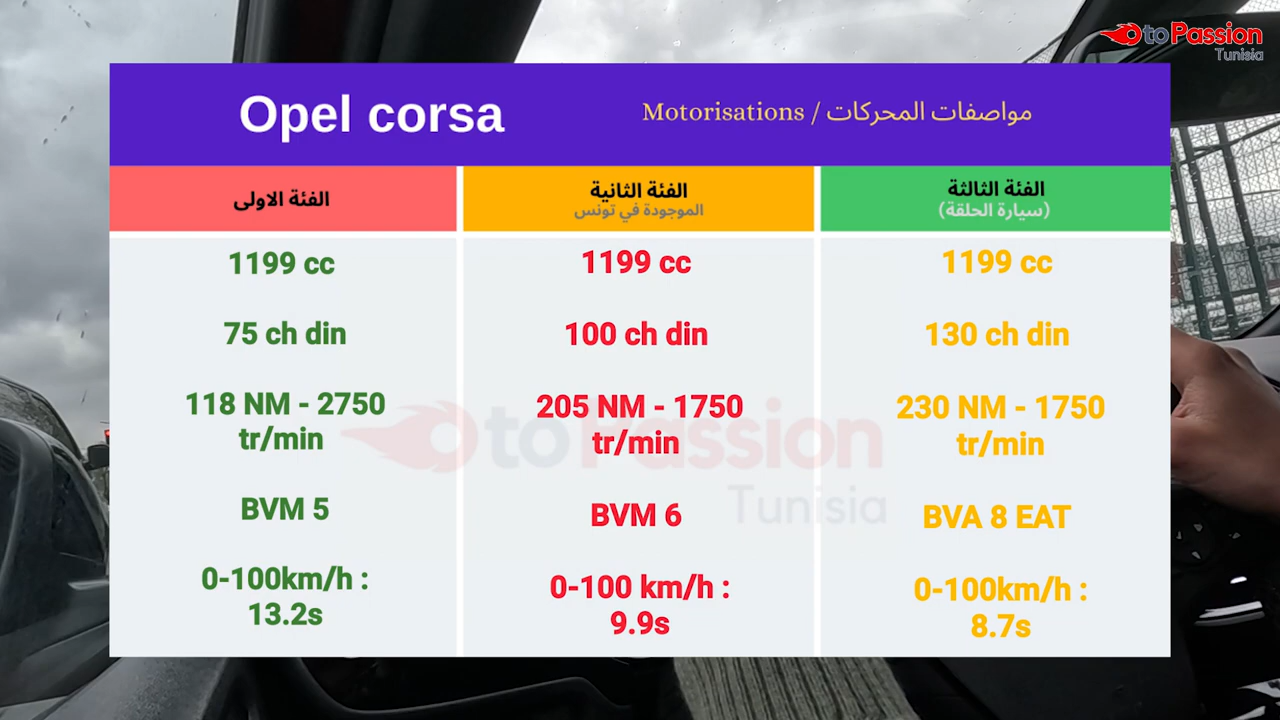 toPassion
Tunisia
Opel corsa
Motorisations / مواصفات المحركات
الفئة الاولى
الفئة الثانية
الموجودة في تونس
الفئة الثالثة
(سيارة الحلقة)
1199 cc
75 ch din
118 NM - 2750
tr/min
BVM 5
0-100km/h :
13.2s
1199 cc
100 ch din
205 NM - 1750
tr/min
BVM 6
0-100 km/h :
9.9s
1199 cc
130 ch din
230 NM - 1750
tr/min
BVA 8 EAT
0-100km/h :
8.7s
toPassion
Tunisia